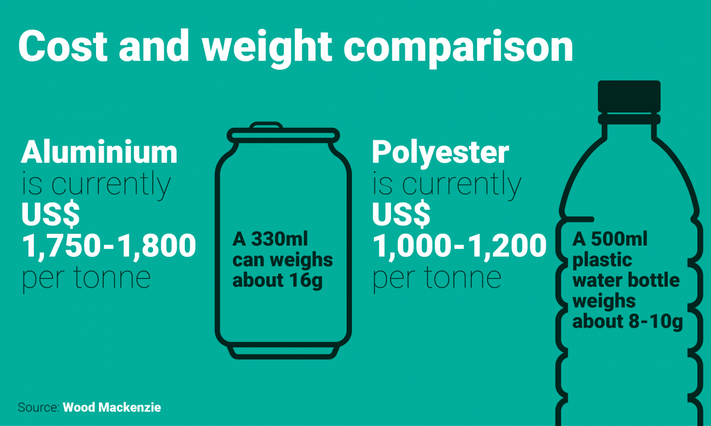 Cost and weight comparison
Aluminium
is currently
US$
1,750-1,800
per tonne
A 330ml
can weighs
about 16g
Polyester
is currently
US$
1,000-1,200
per tonne
A 500ml
plastic
water bottle
weighs
about 8-10g
Source: Wood Mackenzie